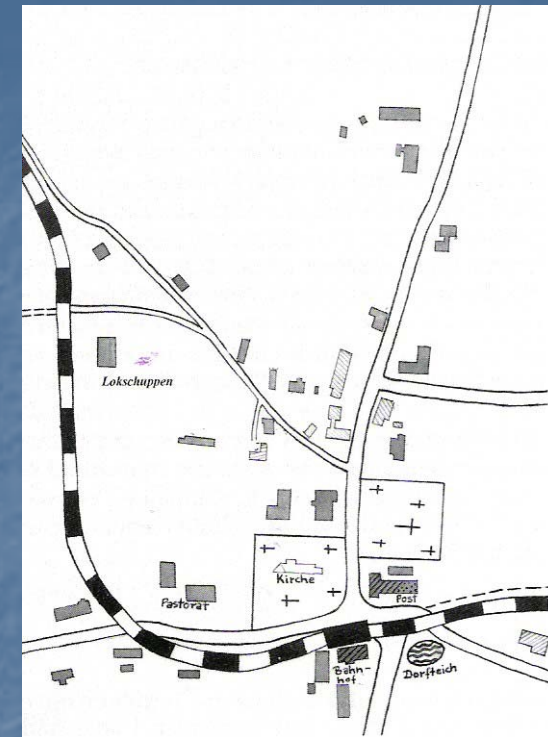 Lokschuppen
Kirche
Pastorat
Post
Bahn-
hof
Dorfteich